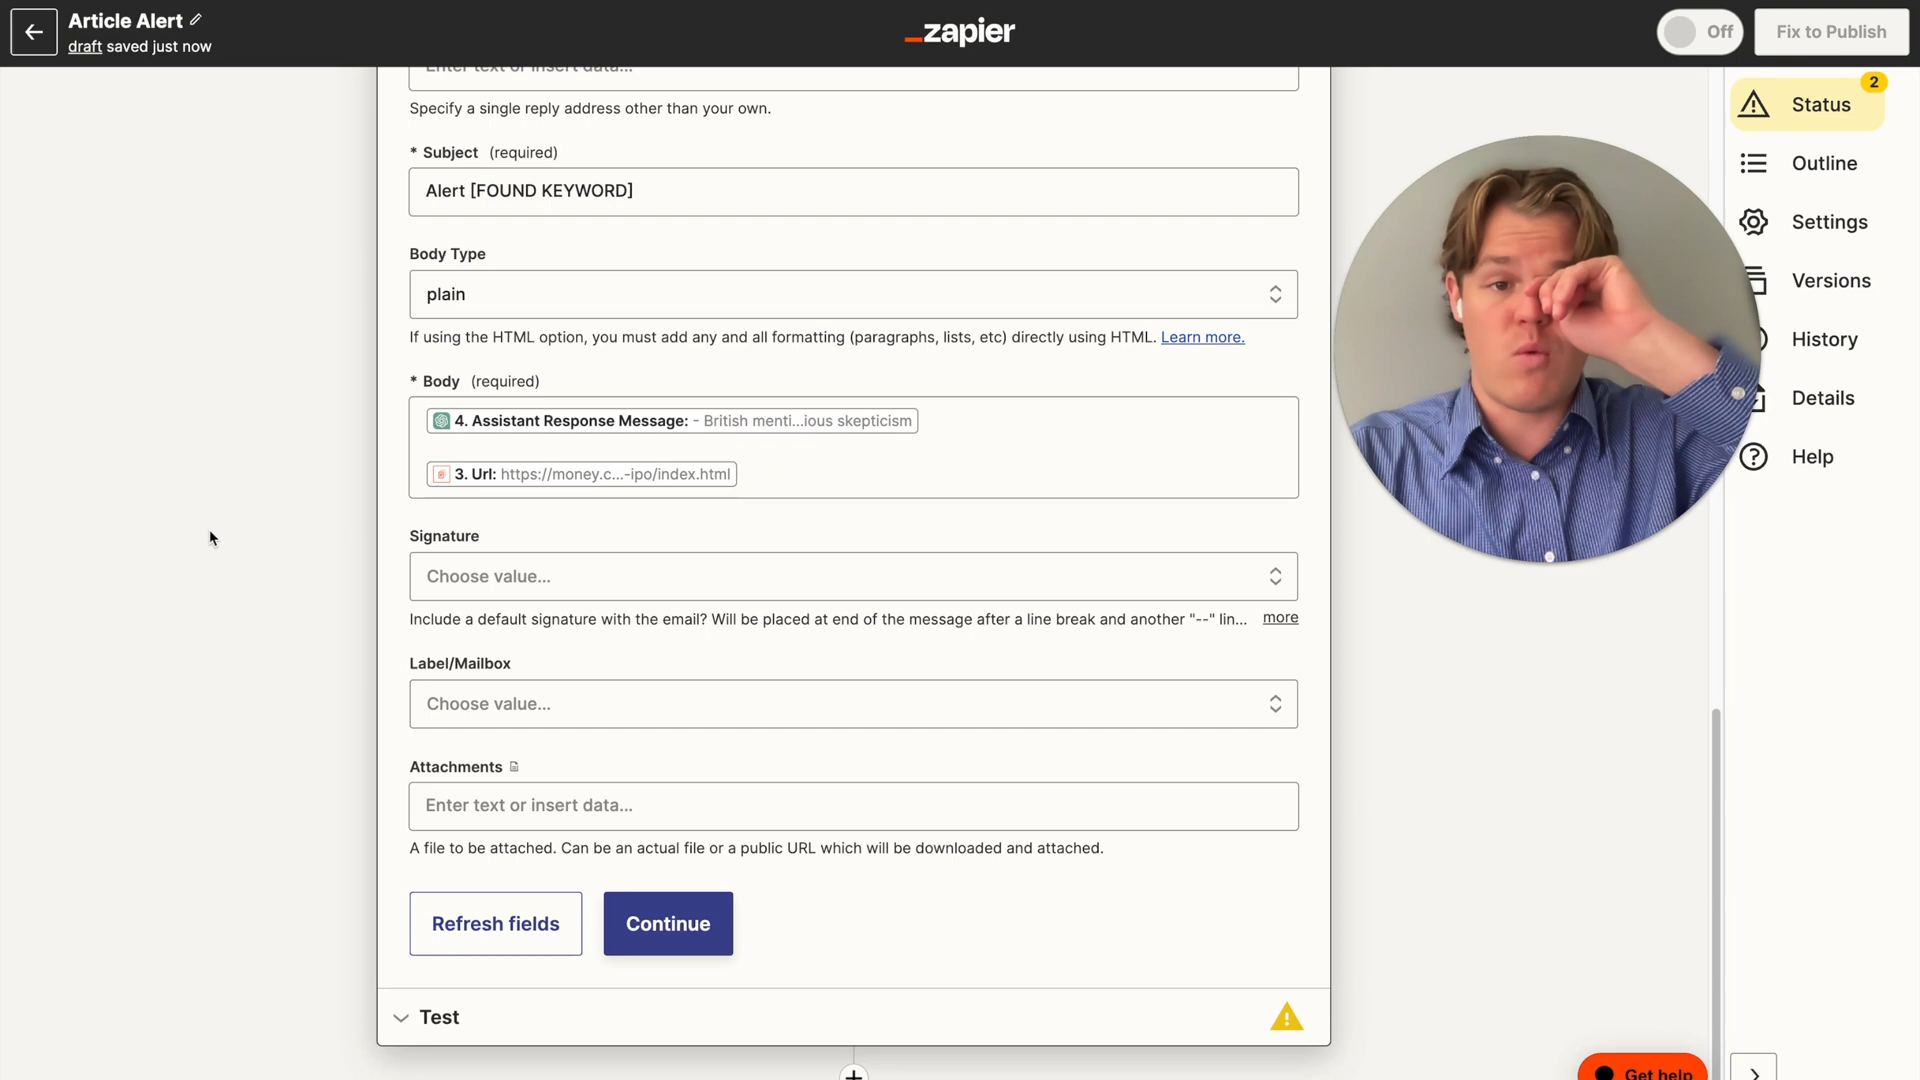 Article Alert
draft saved just now
zapier
Off
Fix to Publish
Enter text or insert data...
Specify a single reply address other than your own.
* Subject (required)
Alert [FOUND KEYWORD]
Body Type
plain
If using the HTML option, you must add any and all formatting (paragraphs, lists, etc) directly using HTML. Learn more.
* Body (required)
4. Assistant Response Message: - British menti...ious skepticism
3. Url: https://money.c...-ipo/index.html
Signature
Choose value...
Include a default signature with the email? Will be placed at end of the message after a line break and another "--" lin... more
Label/Mailbox
Choose value...
Attachments
Enter text or insert data...
A file to be attached. Can be an actual file or a public URL which will be downloaded and attached.
Refresh fields
Continue
Test
2
Status
Outline
Settings
Versions
History
Details
Help
Get help